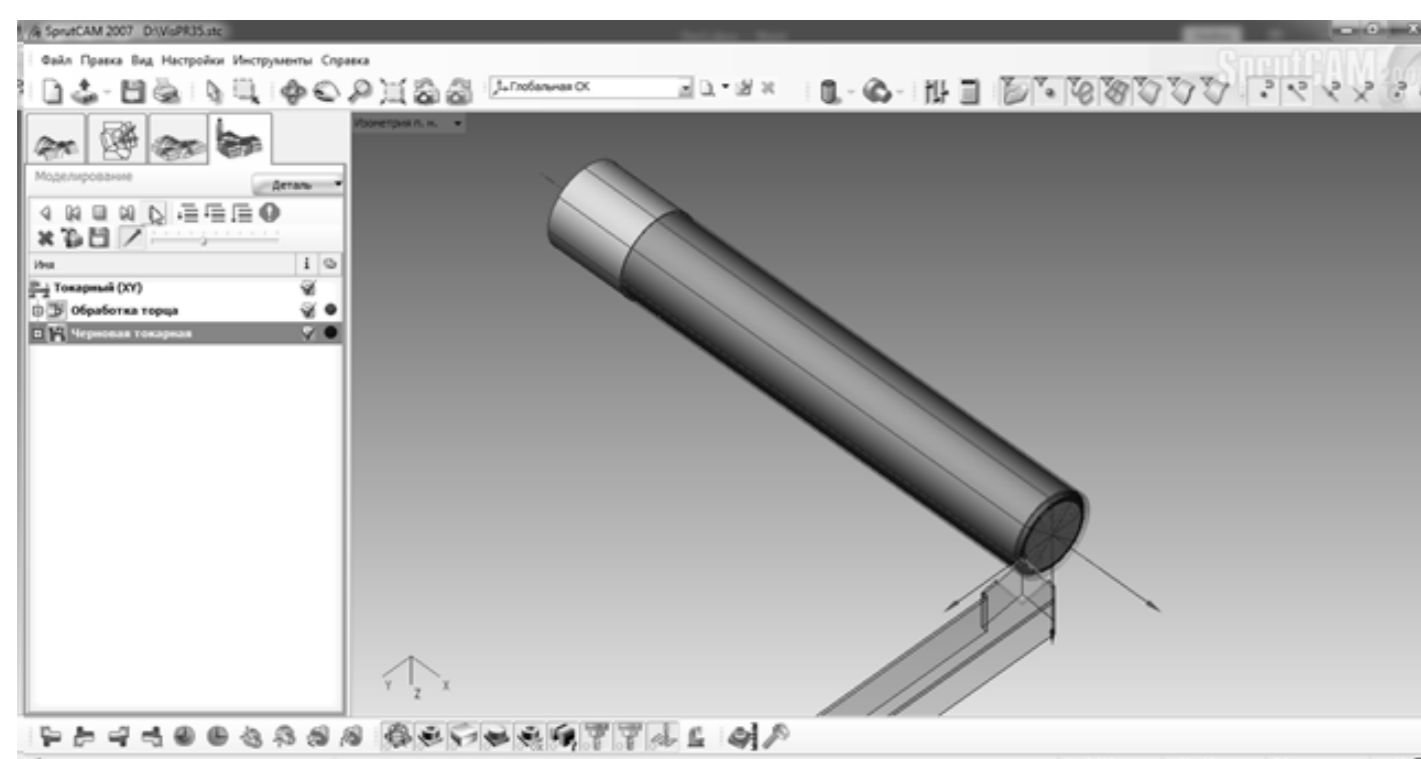 SprutCAM 2007 D:\VisPR35.stc
Файл Правка Вид Настройки Инструменты Справка
Глобальная СК
SprutCAM
Изометрия п. н.
Моделирование
Деталь
Имя
Токарный (XY)
Обработка торца
Черновая токарная
Y Z X